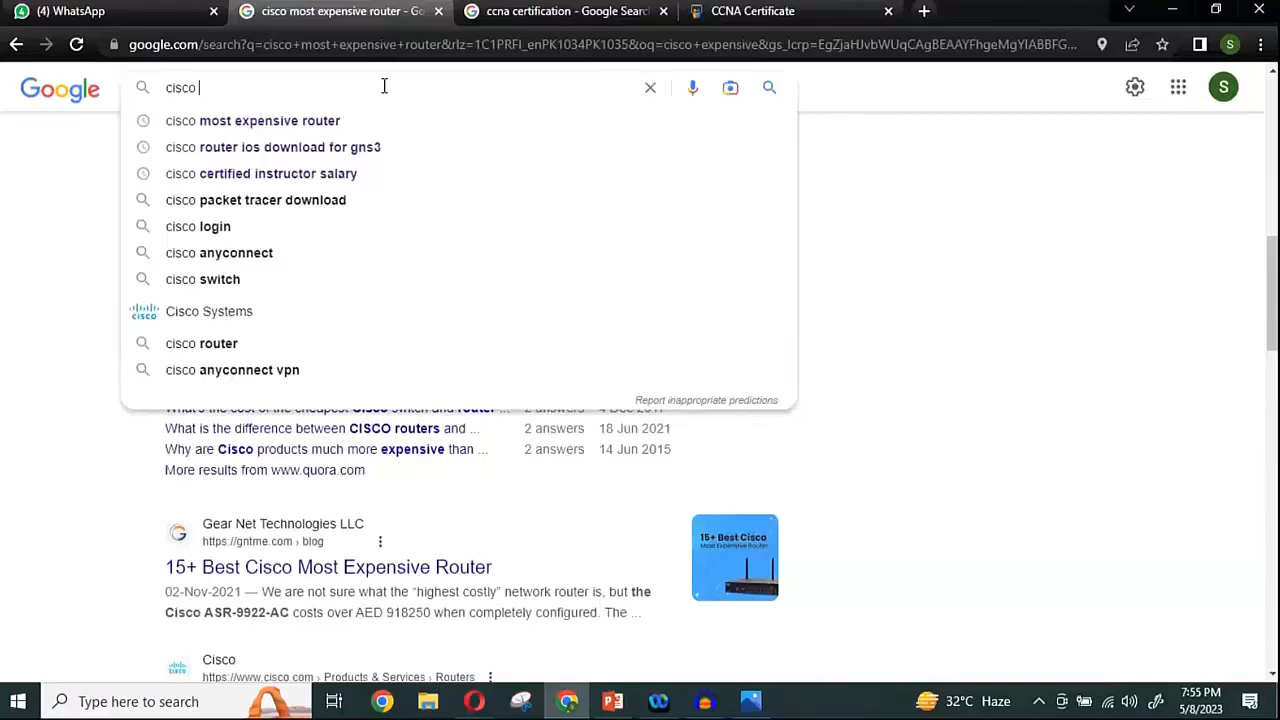 (4) WhatsApp
cisco most expensive router - Go
ccna certification - Google Search
CCNA Certificate
google.com/search?q=cisco+most+expensive+router&rlz=1C1PRFI_enPK1034PK1035&oq=cisco+expensive&gs_lcrp=EgZjaHJvbWUqCAgBEAAYFhgeMgYIABBFG...
S
Google
cisco
S
cisco most expensive router
cisco router ios download for gns3
cisco certified instructor salary
cisco packet tracer download
cisco login
cisco anyconnect
cisco switch
cisco
Cisco Systems
cisco router
cisco anyconnect vpn
Report inappropriate predictions
What's the cost of the cheapest Cisco switch and router ... 2 answers 4 Dec 2017
What is the difference between CISCO routers and ... 2 answers 18 Jun 2021
Why are Cisco products much more expensive than ... 2 answers 14 Jun 2015
More results from www.quora.com
Gear Net Technologies LLC
https://gntme.com › blog
15+ Best Cisco Most Expensive Router
02-Nov-2021 — We are not sure what the “highest costly” network router is, but the
Cisco ASR-9922-AC costs over AED 918250 when completely configured. The ...
15+ Best Cisco
Most Expensive Router
Cisco
https://www.cisco.com › Products & Services › Routers
Type here to search
32°C Haze
7:55 PM
5/8/2023